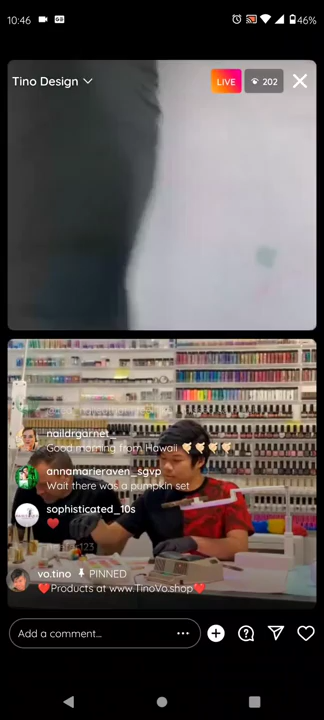 10:46
46%
Tino Design
LIVE
202
naildrgarnet
Good morning from Hawaii
annamarieraven_sgvp
Wait there was a pumpkin set
sophisticated_10s
vo.tino PINNED
Products at www.TinoVo.shop
Add a comment...